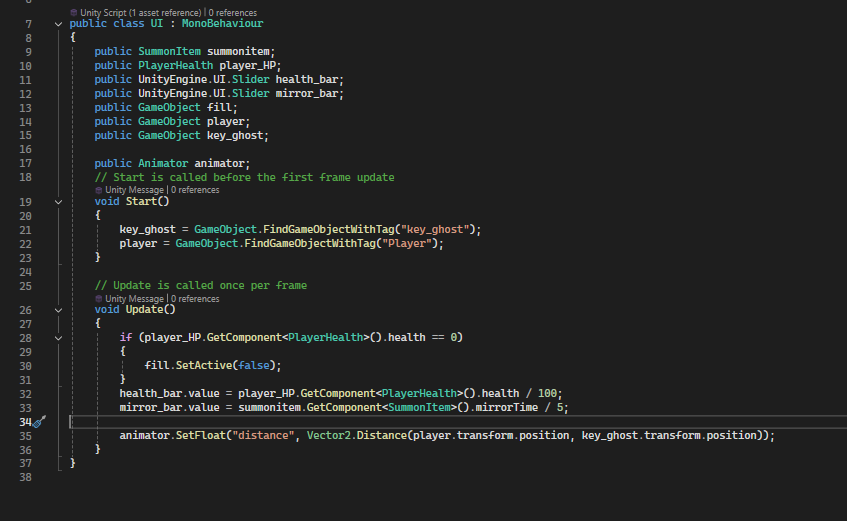 Unity Script (1 asset reference) | 0 references
7 public class UI : MonoBehaviour
8 {
9 public SummonItem summonitem;
10 public PlayerHealth player_HP;
11 public UnityEngine.UI.Slider health_bar;
12 public UnityEngine.UI.Slider mirror_bar;
13 public GameObject fill;
14 public GameObject player;
15 public GameObject key_ghost;
16
17 public Animator animator;
18 // Start is called before the first frame update
Unity Message | 0 references
19 void Start()
20 {
21 key_ghost = GameObject.FindGameObjectWithTag("key_ghost");
22 player = GameObject.FindGameObjectWithTag("Player");
23 }
24
25 // Update is called once per frame
Unity Message | 0 references
26 void Update()
27 {
28 if (player_HP.GetComponent<PlayerHealth>().health == 0)
29 {
30 fill.SetActive(false);
31 }
32 health_bar.value = player_HP.GetComponent<PlayerHealth>().health / 100;
33 mirror_bar.value = summonitem.GetComponent<SummonItem>().mirrorTime / 5;
34
35 animator.SetFloat("distance", Vector2.Distance(player.transform.position, key_ghost.transform.position));
36 }
37 }
38